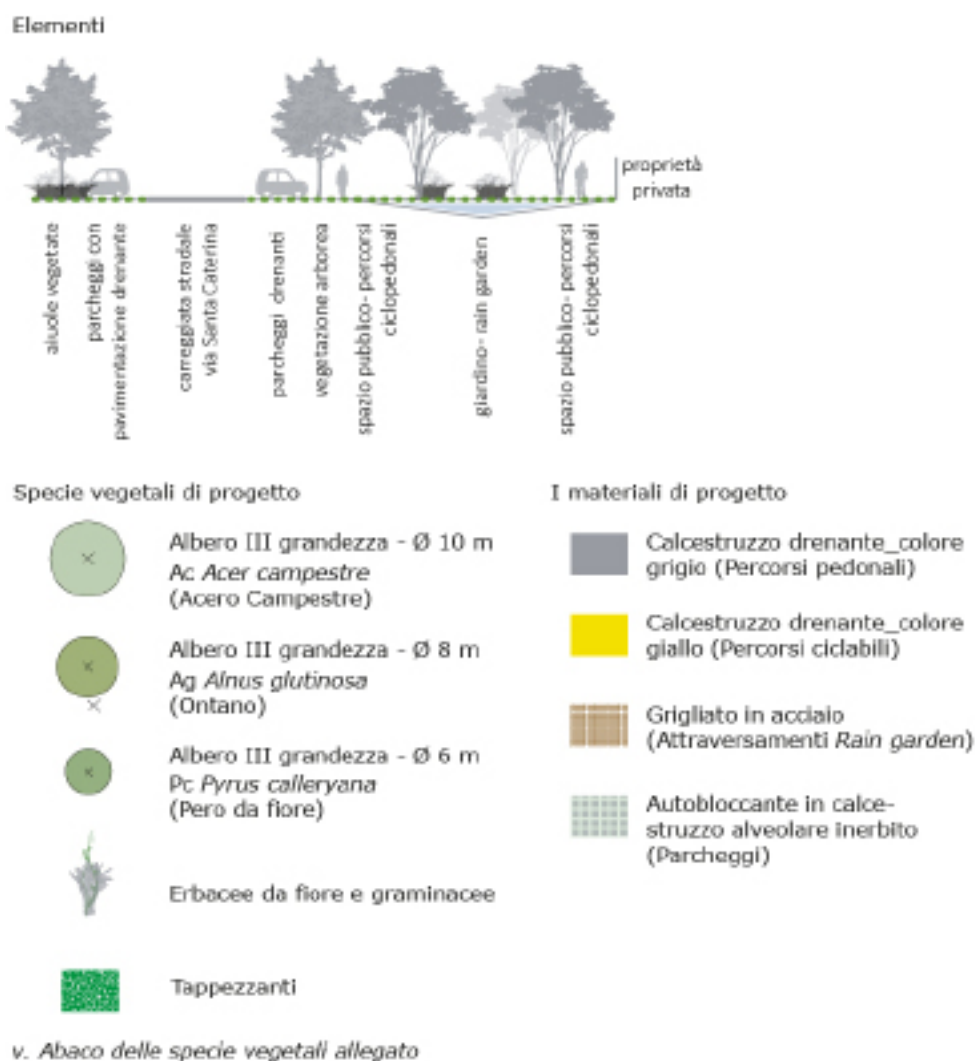 Elementi
proprietà
privata
aiuole vegetate
parcheggi con
pavimentazione drenante
carreggiata stradale
via Santa Caterina
parcheggi drenanti
vegetazione arborea
spazio pubblico- percorsi
ciclopedonali
giardino- rain garden
spazio pubblico- percorsi
ciclopedonali
Specie vegetali di progetto
Albero III grandezza - Ø 10 m
Ac Acer campestre
(Acero Campestre)
Albero III grandezza - Ø 8 m
Ag Alnus glutinosa
(Ontano)
Albero III grandezza - Ø 6 m
Pc Pyrus calleryana
(Pero da fiore)
Erbacee da fiore e graminacee
Tappezzanti
v. Abaco delle specie vegetali allegato
I materiali di progetto
Calcestruzzo drenante_colore
grigio (Percorsi pedonali)
Calcestruzzo drenante_colore
giallo (Percorsi ciclabili)
Grigliato in acciaio
(Attraversamenti Rain garden)
Autobloccante in calce-
struzzo alveolare inerbito
(Parcheggi)